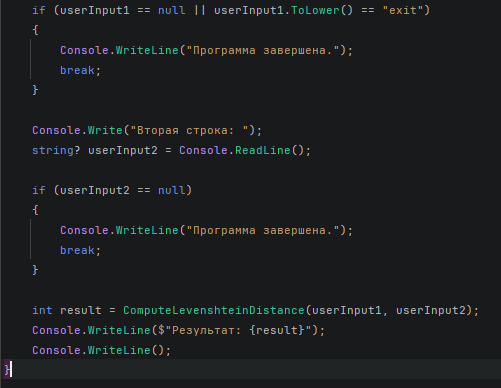 if (userInput1 == null || userInput1.ToLower() == "exit")
{
Console.WriteLine("Программа завершена.");
break;
}
Console.Write("Вторая строка: ");
string? userInput2 = Console.ReadLine();
if (userInput2 == null)
{
Console.WriteLine("Программа завершена.");
break;
}
int result = ComputeLevenshteinDistance(userInput1, userInput2);
Console.WriteLine($"Результат: {result}");
Console.WriteLine();
}